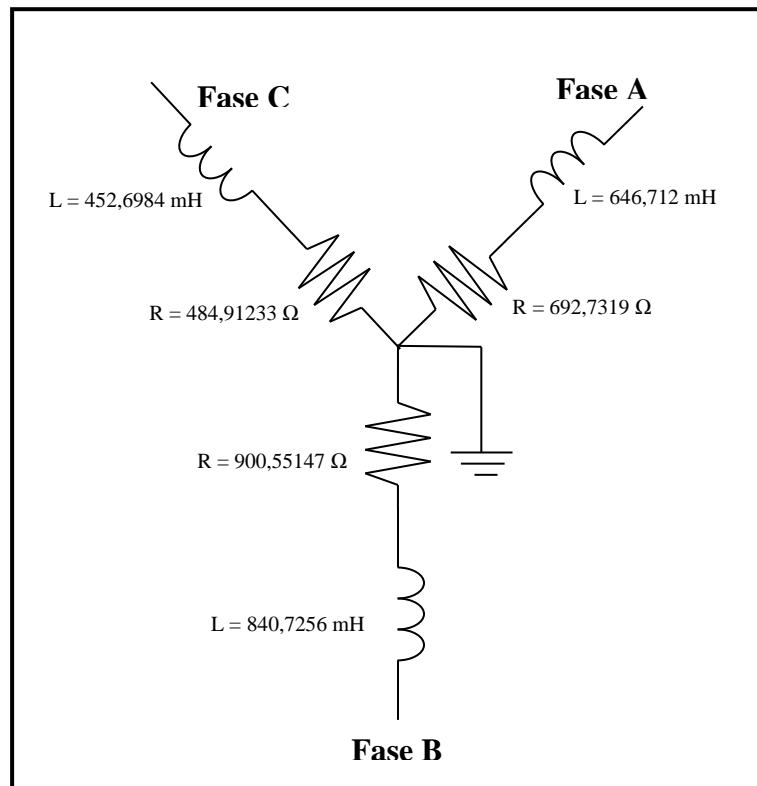 Fase C
Fase A
L = 452,6984 mH
L = 646,712 mH
R = 484,91233 Ω
R = 692,7319 Ω
R = 900,55147 Ω
L = 840,7256 mH
Fase B